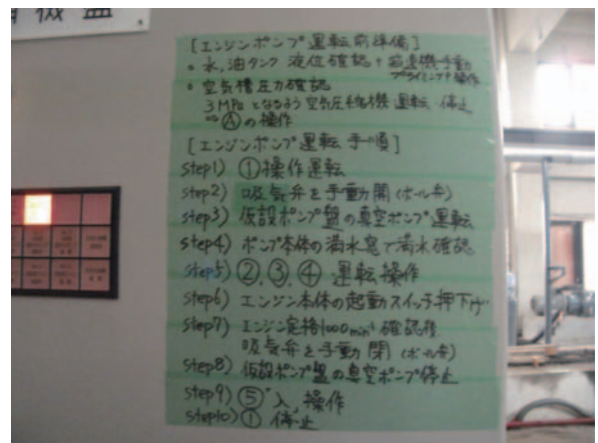 機盤
[エンジンポンプ運転前準備]
・水,油タンク 液位確認+減速機手動
プライミング操作
・空気槽圧力確認
3MPaとなるよう空気圧縮機 運転、停止
⇒Ⓐの操作
[エンジンポンプ運転手順]
step1) ①操作運転
step2) 吸気弁を手動開(ボール弁)
step3) 仮設ポンプ盤の真空ポンプ運転
step4) ポンプ本体の満水窓で満水確認
step5) ②、③、④ 運転操作
step6) エンジン本体の起動スイッチ押下げ
step7) エンジン定格1000min⁻¹確認後
吸気弁を手動閉(ボール弁)
step8) 仮設ポンプ盤の真空ポンプ停止
step9) ⑤"入"操作
step10) ① 停止